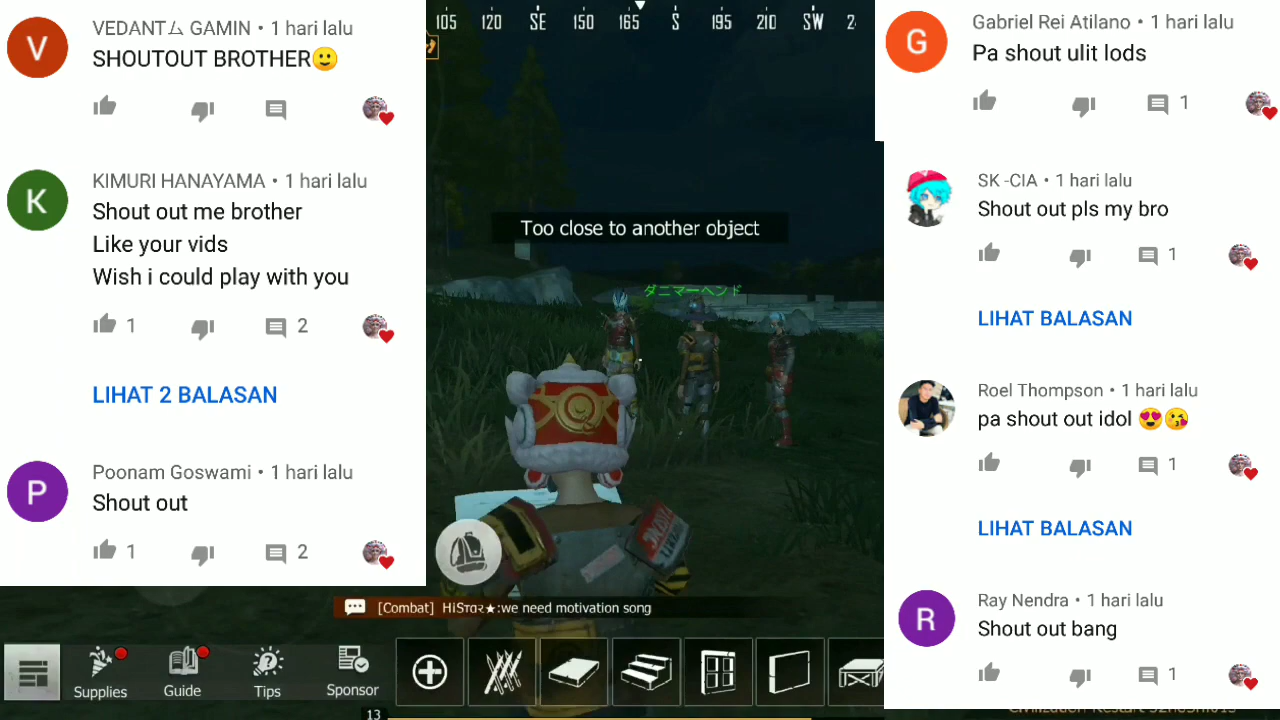 VEDANTム GAMIN • 1 hari lalu
SHOUTOUT BROTHER🙂
KIMURI HANAYAMA • 1 hari lalu
Shout out me brother
Like your vids
Wish i could play with you
1 2
LIHAT 2 BALASAN
Poonam Goswami • 1 hari lalu
Shout out
1 2
105 120 SE 150 165 S 195 210 SW
Too close to another object
ダニマーヘンド
[Combat] HiSтαz★:we need motivation song
Supplies
Guide
Tips
Sponsor
13
Gabriel Rei Atilano • 1 hari lalu
Pa shout ulit lods
1
SK -CIA • 1 hari lalu
Shout out pls my bro
1
LIHAT BALASAN
Roel Thompson • 1 hari lalu
pa shout out idol 😍😘
1
LIHAT BALASAN
Ray Nendra • 1 hari lalu
Shout out bang
1
V
K
P
G
R